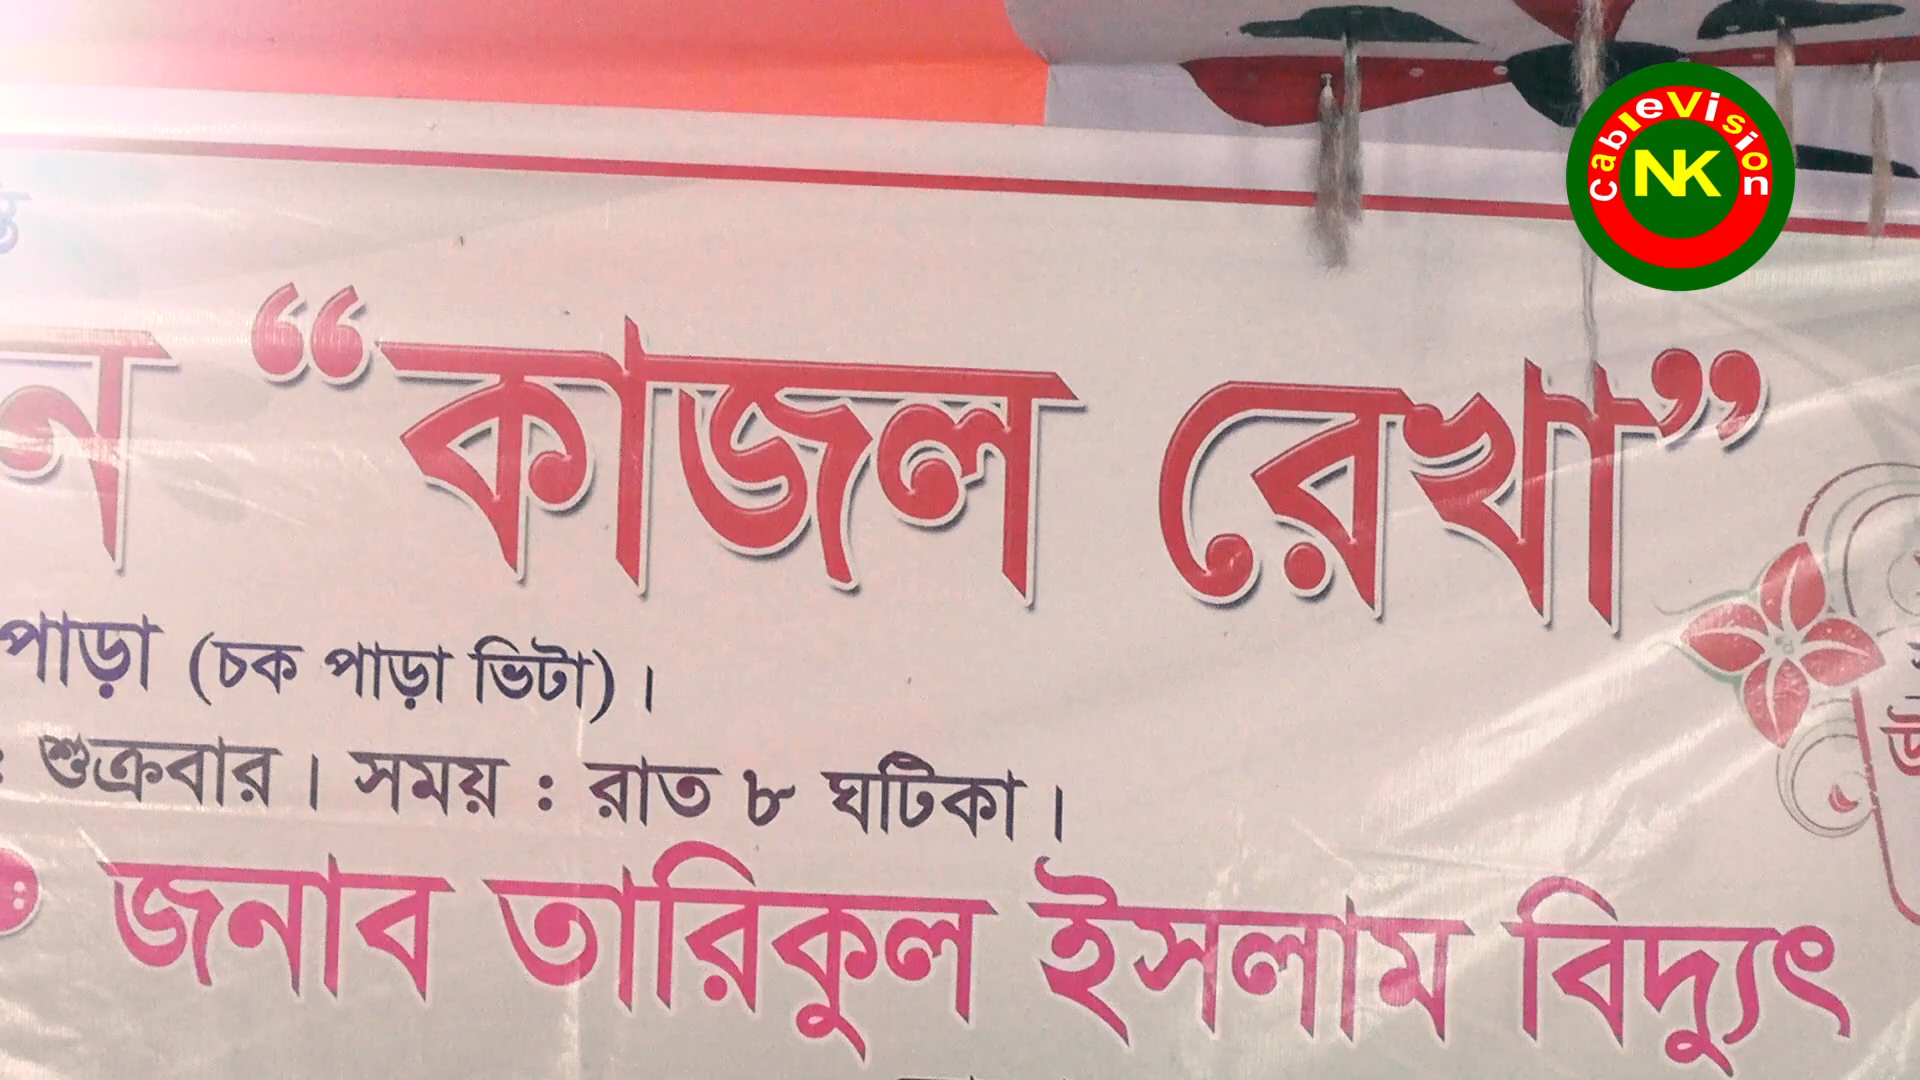 CableVision
NK
ন “কাজল রেখা”
পাড়া (চক পাড়া ভিটা)।
: শুক্রবার। সময় : রাত ৮ ঘটিকা।
জনাব তারিকুল ইসলাম বিদ্যুৎ